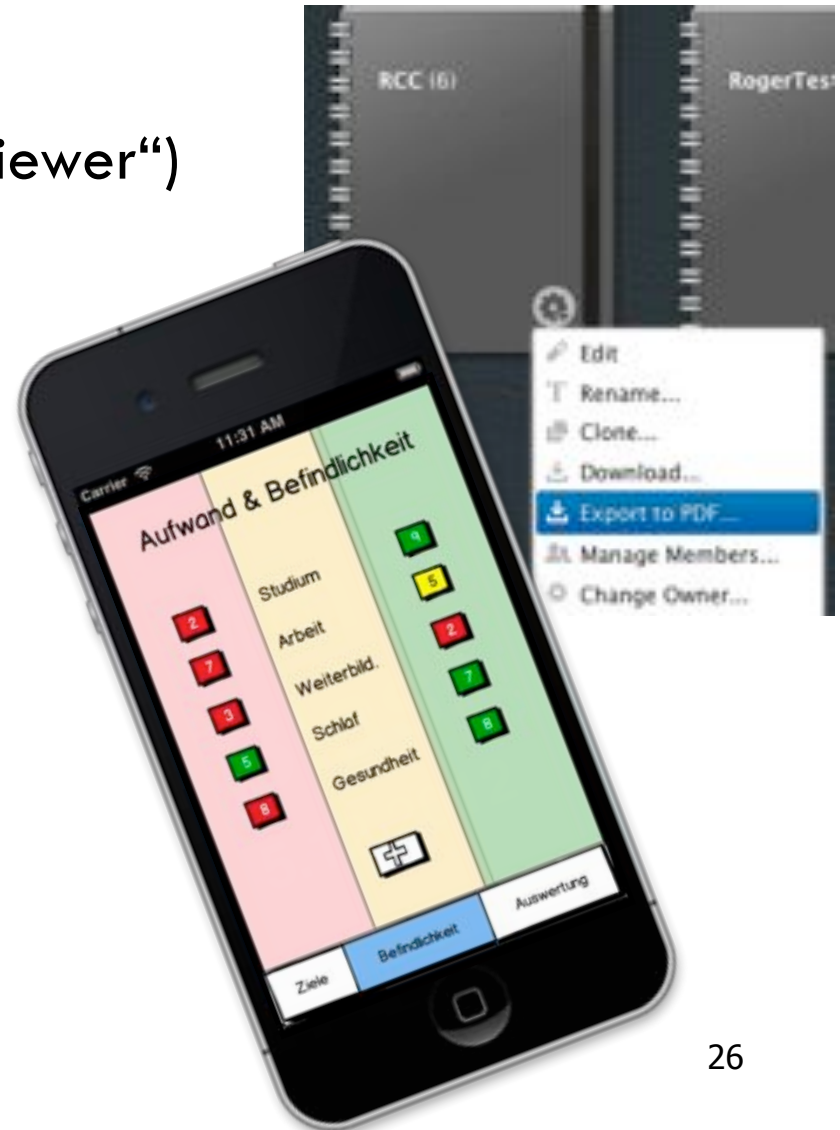 iewer“)
RCC (6)
RogerTes
Edit
Rename...
Clone...
Download...
Export to PDF...
Manage Members...
Change Owner...
Carrier
11:31 AM
Aufwand & Befindlichkeit
2 Studium 9
7 Arbeit 5
3 Weiterbild. 2
5 Schlaf 7
8 Gesundheit 8
Ziele Befindlichkeit Auswertung
26